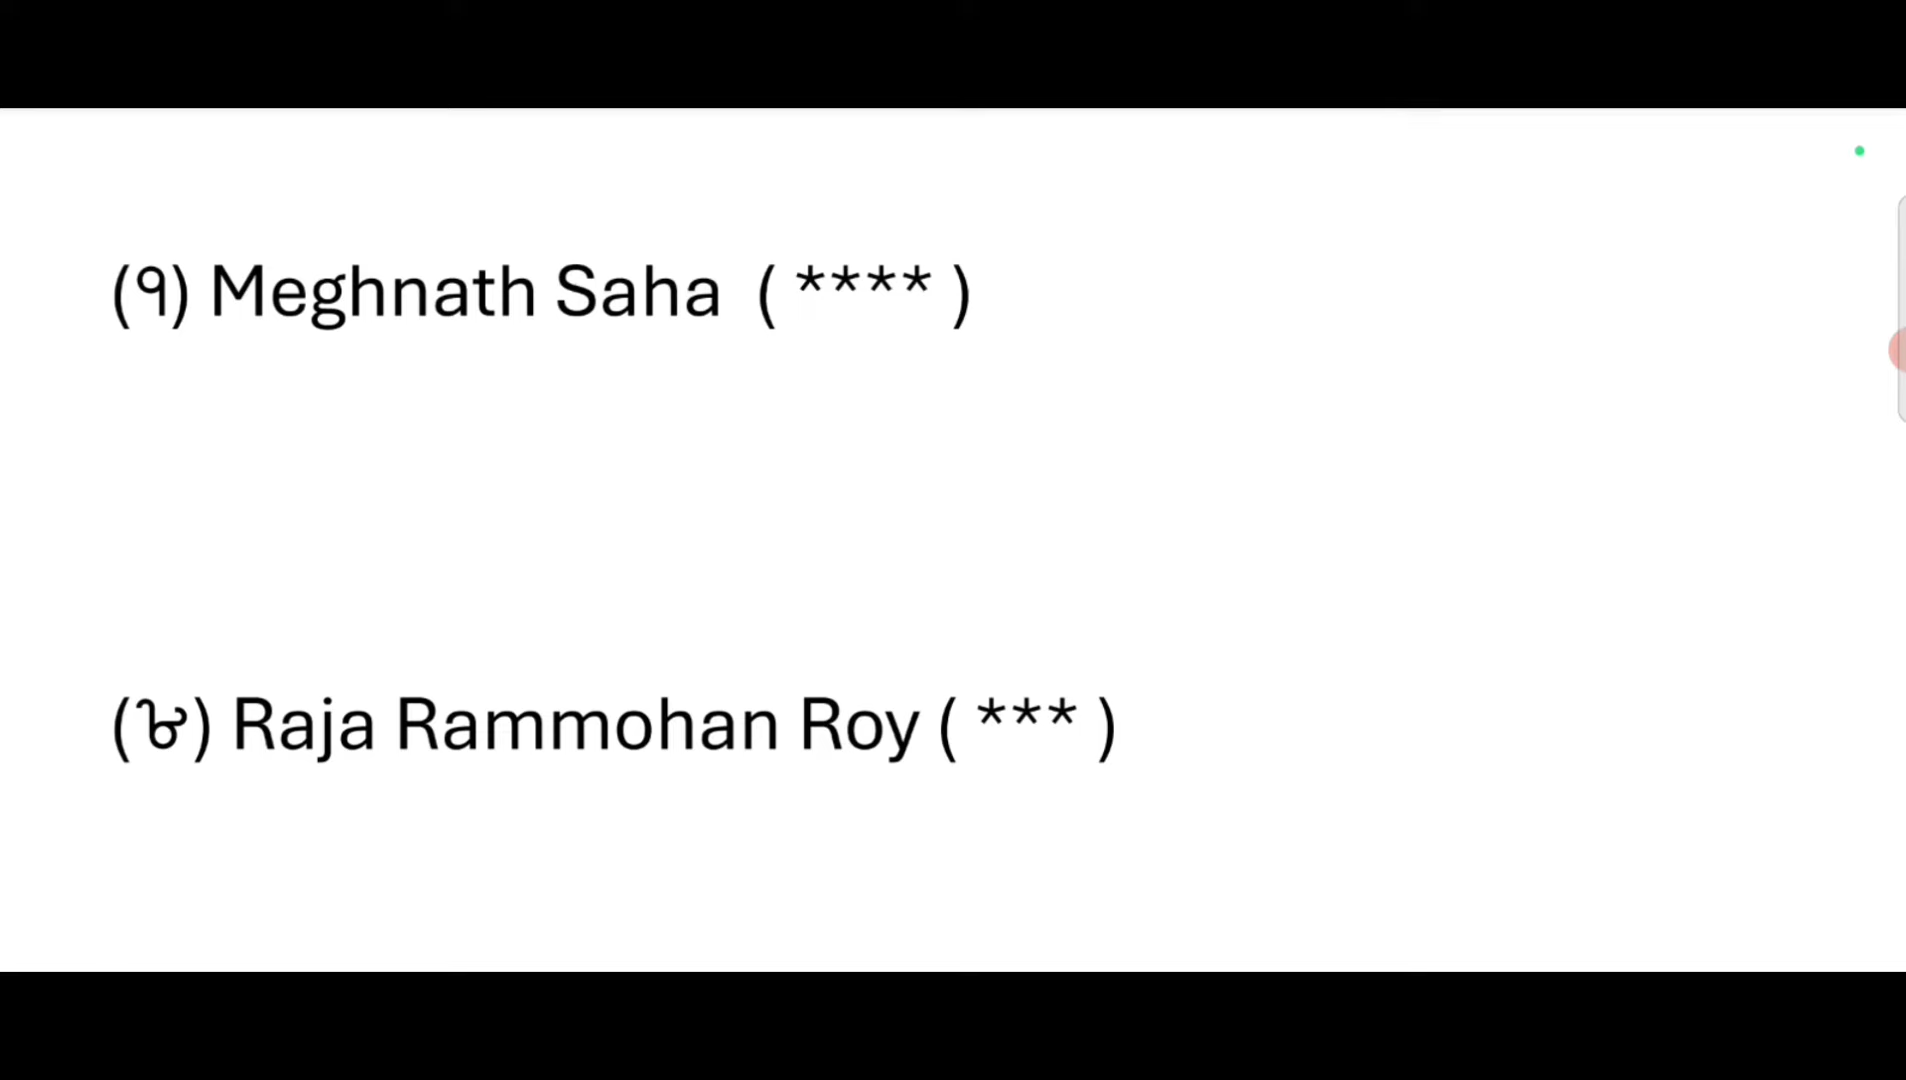 (৭) Meghnath Saha ( **** )
(৮) Raja Rammohan Roy ( *** )